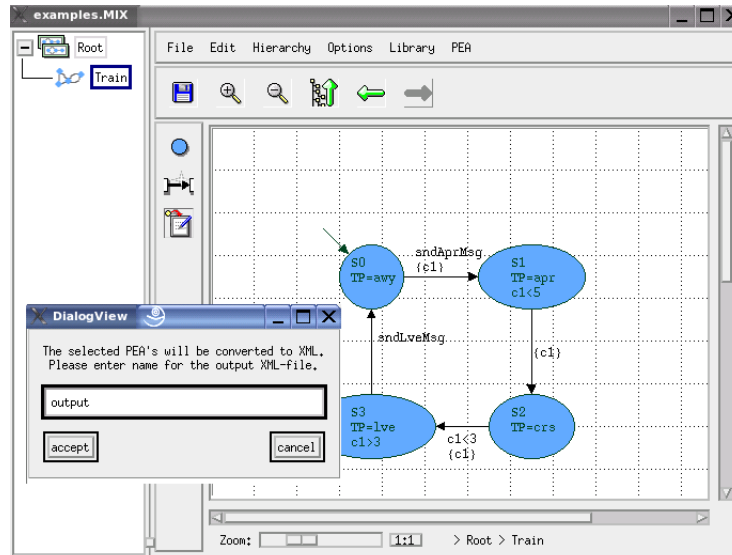 examples.MIX
Root
Train
File Edit Hierarchy Options Library PEA
S0
TP=awy
sndAprMsg
{c1}
S1
TP=apr
c1<5
{c1}
sndLveMsg
S2
TP=crs
c1<3
{c1}
S3
TP=lve
c1>3
DialogView
The selected PEA's will be converted to XML.
Please enter name for the output XML-file.
output
accept cancel
Zoom: 1:1 > Root > Train